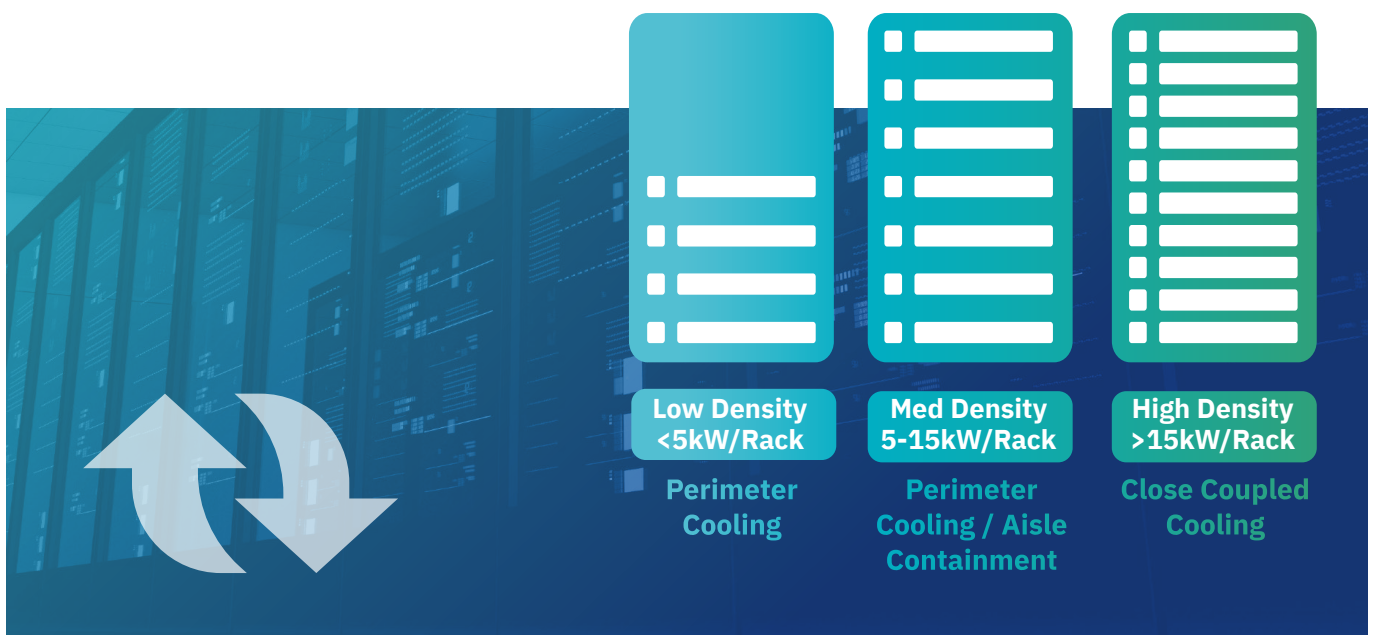 Low Density
<5kW/Rack
Perimeter
Cooling
Med Density
5-15kW/Rack
Perimeter
Cooling / Aisle
Containment
High Density
>15kW/Rack
Close Coupled
Cooling